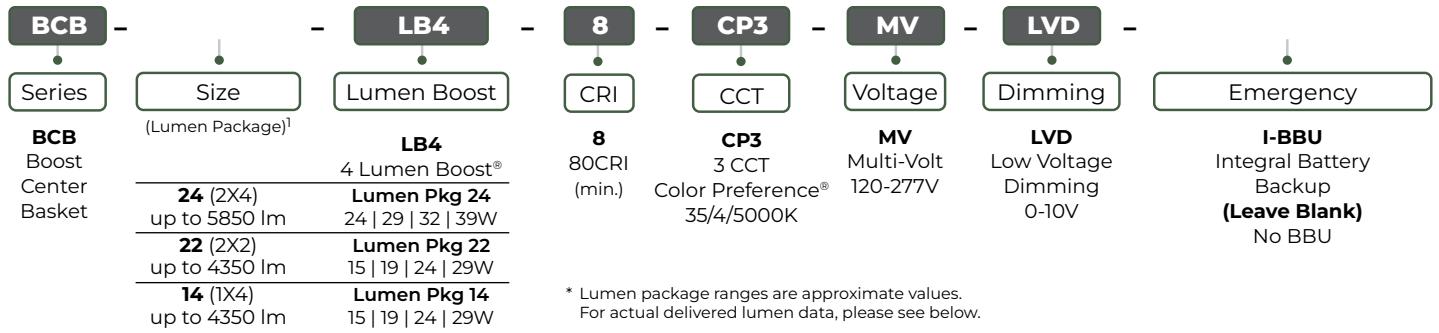 BCB – – LB4 – 8 – CP3 – MV – LVD –
Series Size Lumen Boost CRI CCT Voltage Dimming Emergency
(Lumen Package)1
BCB
Boost
Center
Basket
24 (2X4)
up to 5850 lm
22 (2X2)
up to 4350 lm
14 (1X4)
up to 4350 lm
LB4
4 Lumen Boost®
Lumen Pkg 24
24 | 29 | 32 | 39W
Lumen Pkg 22
15 | 19 | 24 | 29W
Lumen Pkg 14
15 | 19 | 24 | 29W
8
80CRI
(min.)
CP3
3 CCT
Color Preference®
35/4/5000K
MV
Multi-Volt
120-277V
LVD
Low Voltage
Dimming
0-10V
I-BBU
Integral Battery
Backup
(Leave Blank)
No BBU
* Lumen package ranges are approximate values.
For actual delivered lumen data, please see below.